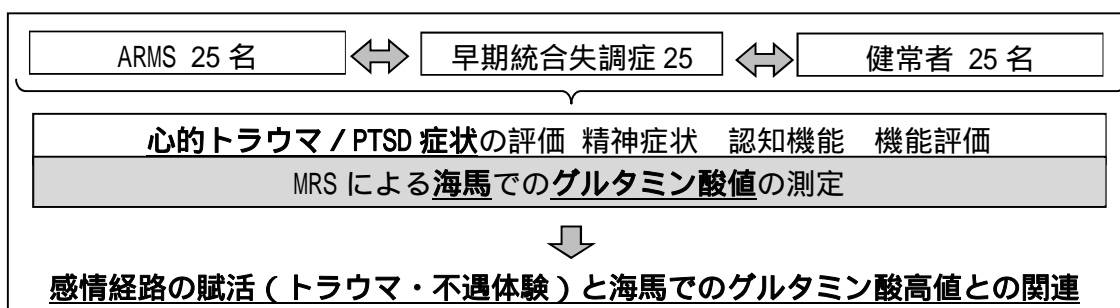 ARMS 25 名 早期統合失調症 25 健常者 25 名
心的トラウマ / PTSD 症状の評価 精神症状 認知機能 機能評価
MRS による海馬でのグルタミン酸値の測定
感情経路の賦活（トラウマ・不遇体験）と海馬でのグルタミン酸高値との関連